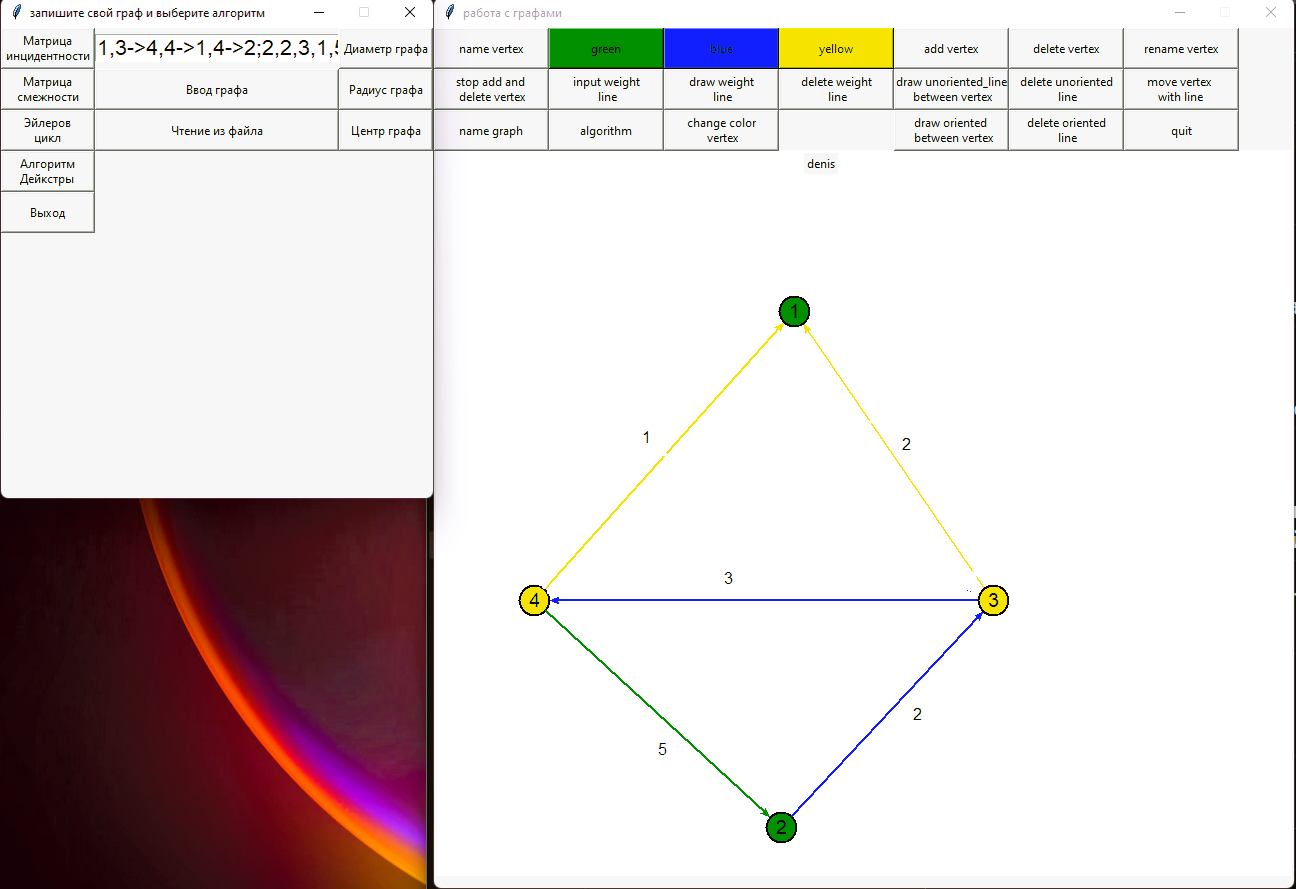 запишите свой граф и выберите алгоритм
Матрица
инцидентности
1,3->4,4->1,4->2;2,2,3,1,5
Диаметр графа
Матрица
смежности
Ввод графа
Радиус графа
Эйлеров
цикл
Чтение из файла
Центр графа
Алгоритм
Дейкстры
Выход
работа с графами
name vertex
green
blue
yellow
add vertex
delete vertex
rename vertex
stop add and
delete vertex
input weight
line
draw weight
line
delete weight
line
draw unoriented_line
between vertex
delete unoriented
line
move vertex
with line
name graph
algorithm
change color
vertex
draw oriented
between vertex
delete oriented
line
quit
denis
1
1
2
3
4
3
2
5
2